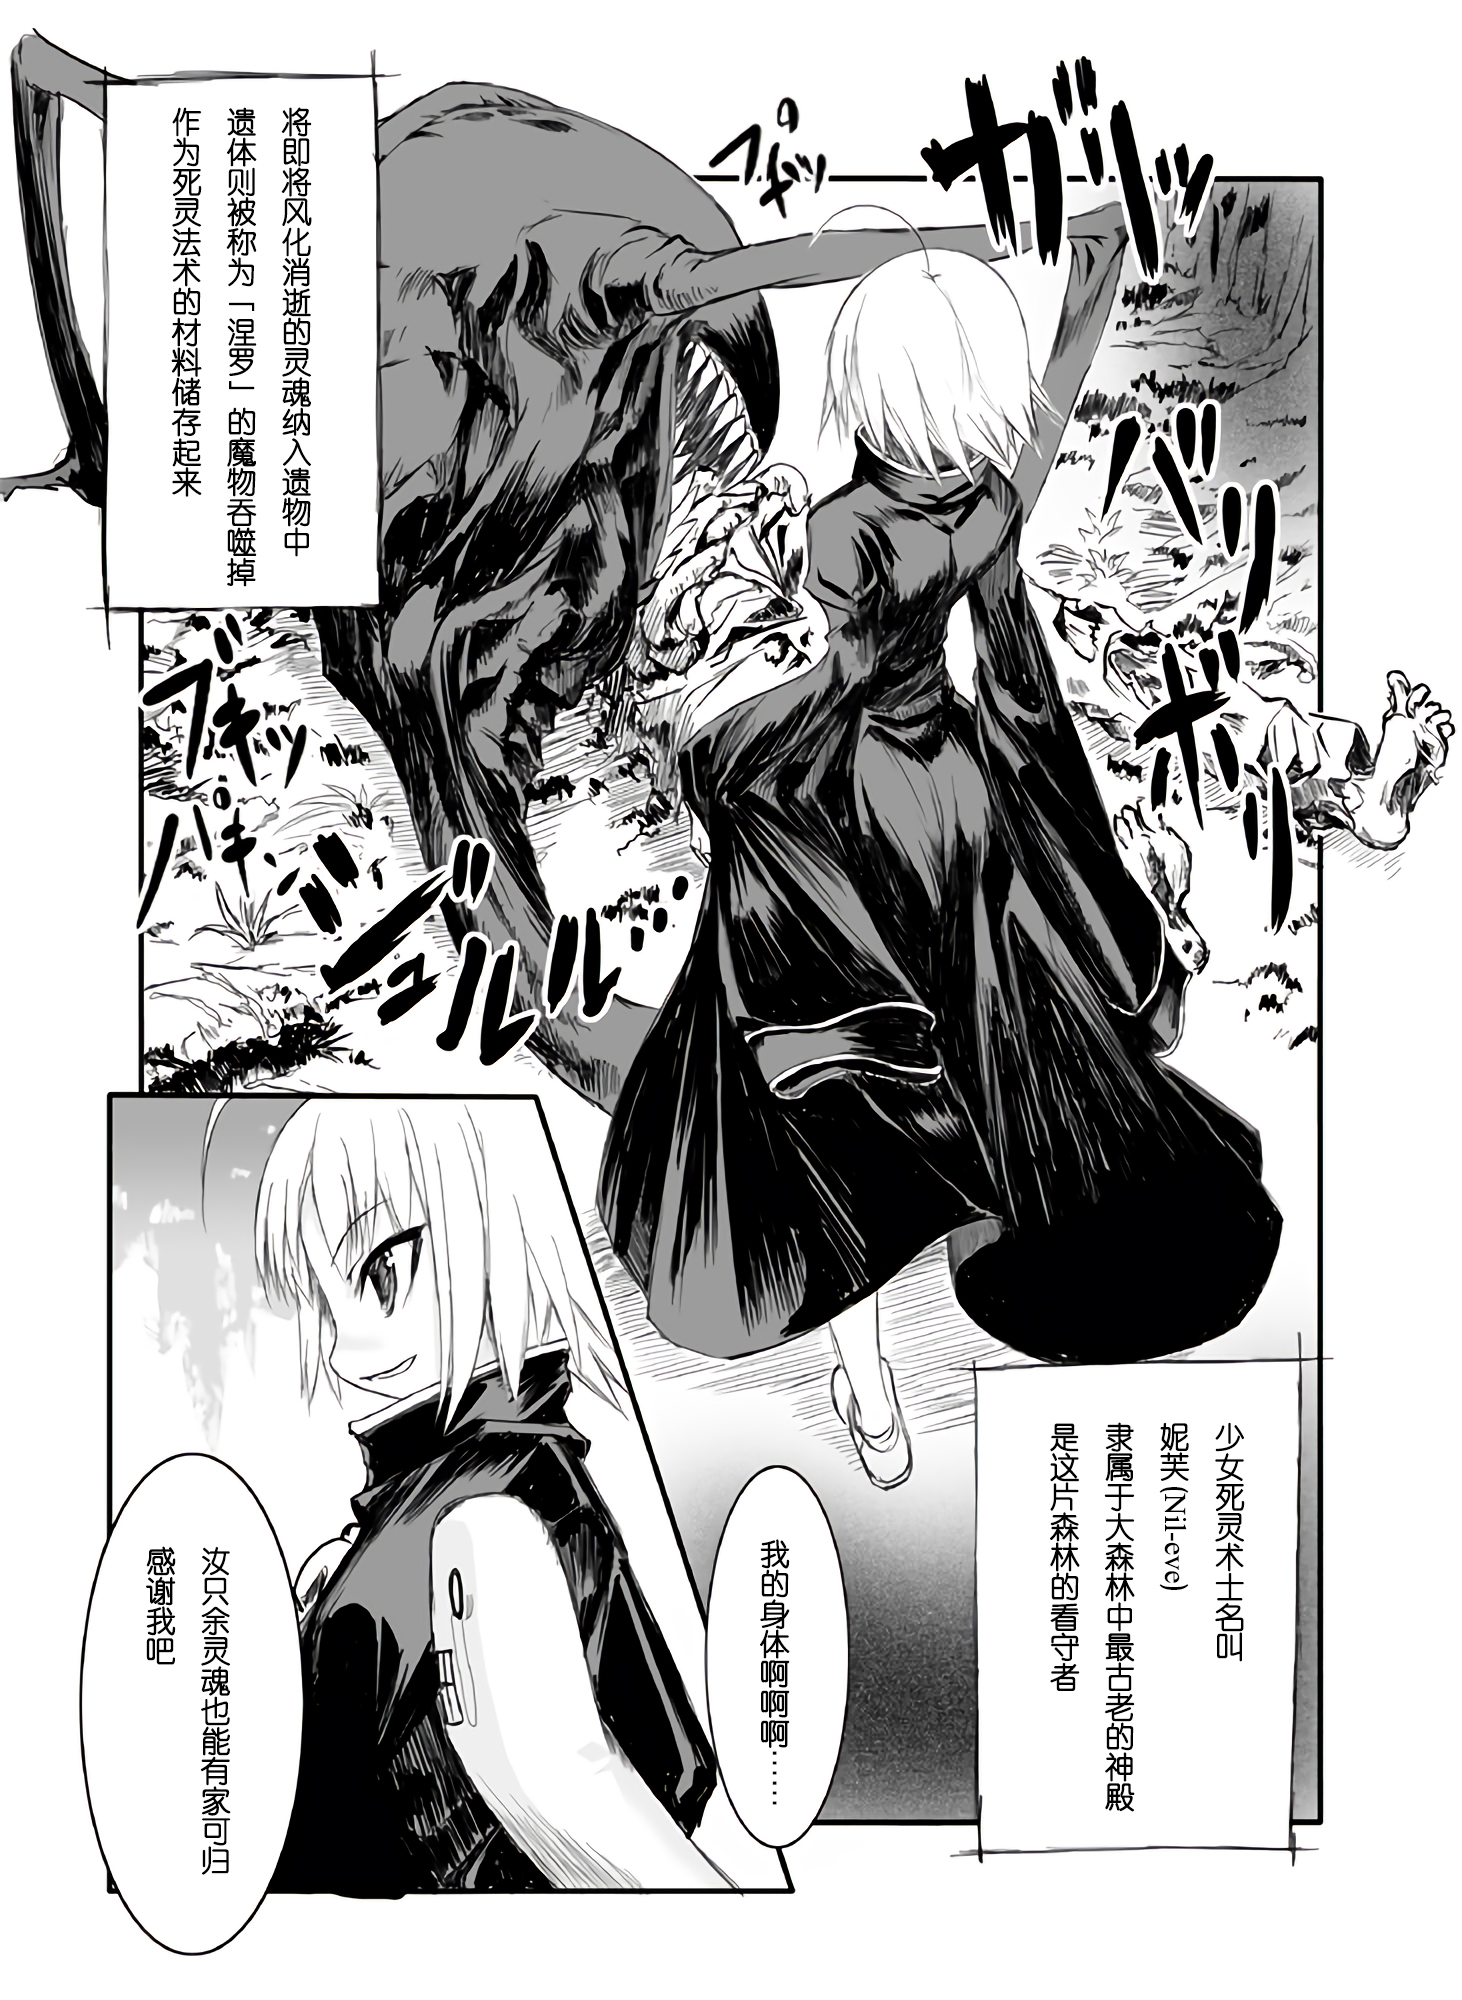 将即将风化消逝的灵魂纳入遗物中
遗体则被称为「涅罗」的魔物吞噬掉
作为死灵法术的材料储存起来
ガガッ
プギッ
バギッ
ボギッ
ブキッ
バキ
ジュルルル
少女死灵术士名叫
妮芙(Nil-eve)
隶属于大森林中最古老的神殿
是这片森林的看守者
我的身体啊啊啊……
汝只余灵魂也能有家可归
感谢我吧